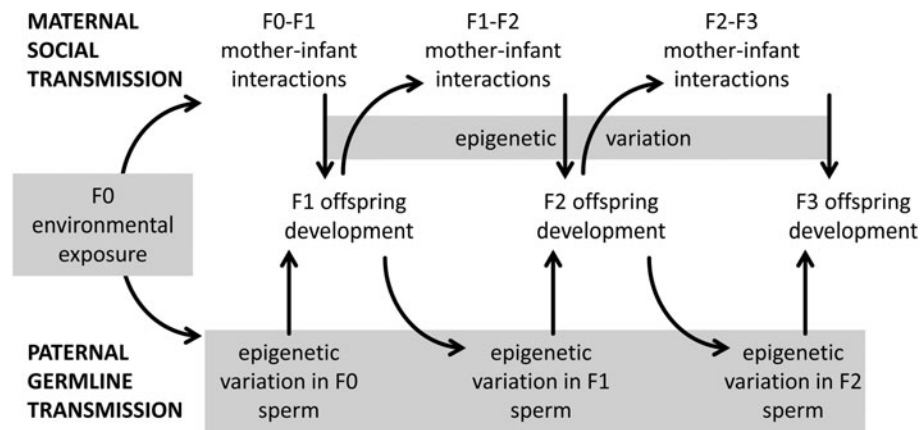 MATERNAL
SOCIAL
TRANSMISSION
F0-F1
mother-infant
interactions
F1-F2
mother-infant
interactions
F2-F3
mother-infant
interactions
epigenetic variation
F0
environmental
exposure
F1 offspring
development
F2 offspring
development
F3 offspring
development
PATERNAL
GERMLINE
TRANSMISSION
epigenetic
variation in F0
sperm
epigenetic
variation in F1
sperm
epigenetic
variation in F2
sperm